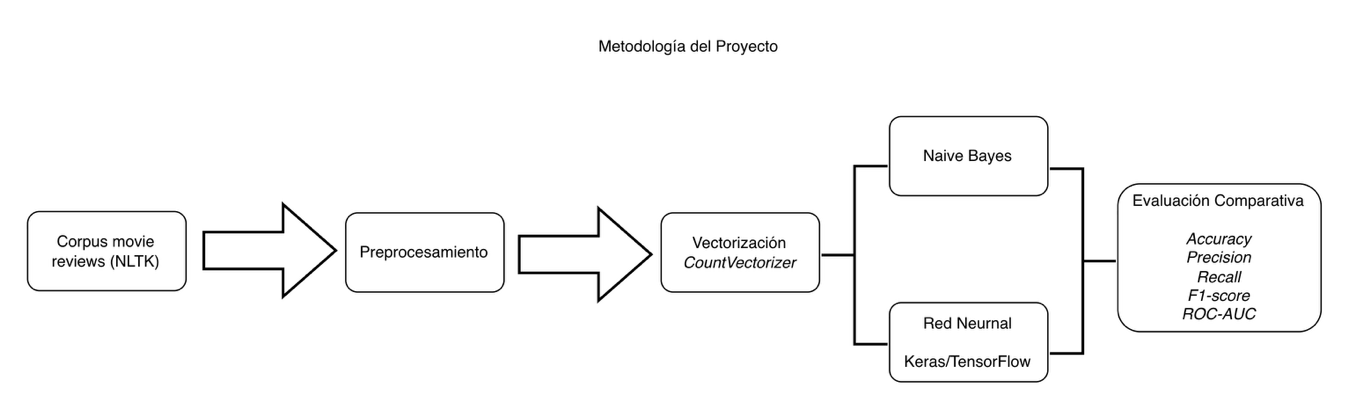 Metodología del Proyecto
Corpus movie
reviews (NLTK)
Preprocesamiento
Vectorización
CountVectorizer
Naive Bayes
Red Neurnal
Keras/TensorFlow
Evaluación Comparativa
Accuracy
Precision
Recall
F1-score
ROC-AUC